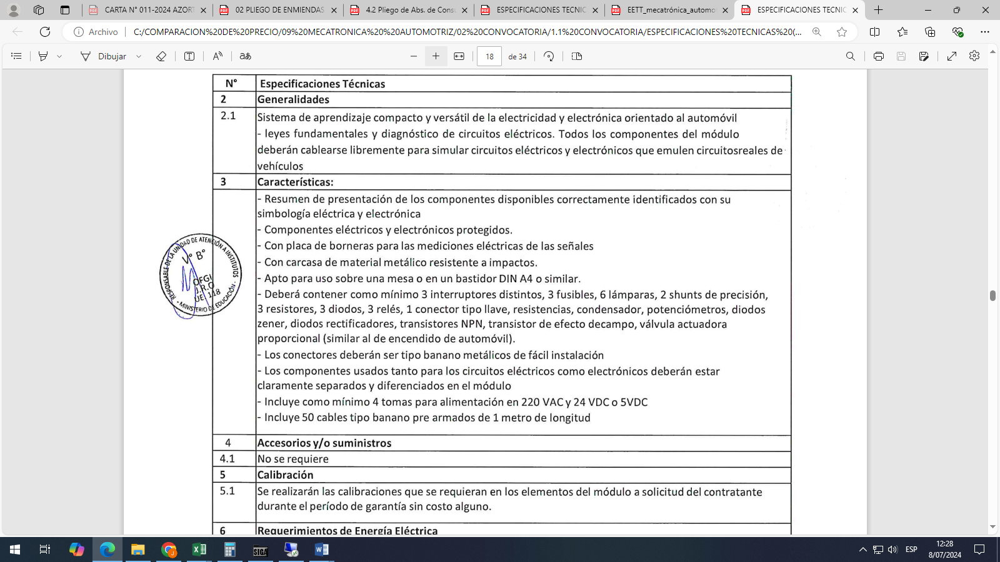 CARTA N° 011-2024 AZORT
02 PLIEGO DE ENMIENDAS
4.2 Pliego de Abs. de Consu
ESPECIFICACIONES TECNIC
EETT_mecatrónica_automo
ESPECIFICACIONES TECNIC
Archivo
C:/COMPARACION%20DE%20PRECIO/09%20MECATRONICA%20%20AUTOMOTRIZ/02%20CONVOCATORIA/1.1%20CONVOCATORIA/ESPECIFICACIONES%20TECNICAS%20(...
Dibujar
18 de 34
N° Especificaciones Técnicas
2 Generalidades
2.1 Sistema de aprendizaje compacto y versátil de la electricidad y electrónica orientado al automóvil
- leyes fundamentales y diagnóstico de circuitos eléctricos. Todos los componentes del módulo
deberán cablearse libremente para simular circuitos eléctricos y electrónicos que emulen circuitosreales de
vehículos
3 Características:
- Resumen de presentación de los componentes disponibles correctamente identificados con su
simbología eléctrica y electrónica
- Componentes eléctricos y electrónicos protegidos.
- Con placa de borneras para las mediciones eléctricas de las señales
- Con carcasa de material metálico resistente a impactos.
- Apto para uso sobre una mesa o en un bastidor DIN A4 o similar.
- Deberá contener como mínimo 3 interruptores distintos, 3 fusibles, 6 lámparas, 2 shunts de precisión,
3 resistores, 3 diodos, 3 relés, 1 conector tipo llave, resistencias, condensador, potenciómetros, diodos
zener, diodos rectificadores, transistores NPN, transistor de efecto decampo, válvula actuadora
proporcional (similar al de encendido de automóvil).
- Los conectores deberán ser tipo banano metálicos de fácil instalación
- Los componentes usados tanto para los circuitos eléctricos como electrónicos deberán estar
claramente separados y diferenciados en el módulo
- Incluye como mínimo 4 tomas para alimentación en 220 VAC y 24 VDC o 5VDC
- Incluye 50 cables tipo banano pre armados de 1 metro de longitud
RESPONSABLE DE LA UNIDAD DE ATENCIÓN A INSTITUTOS
V° B°
OFGI
J.R.O
UE 118
- MINISTERIO DE EDUCACIÓN -
4 Accesorios y/o suministros
4.1 No se requiere
5 Calibración
5.1 Se realizarán las calibraciones que se requieran en los elementos del módulo a solicitud del contratante
durante el período de garantía sin costo alguno.
6 Requerimientos de Energía Eléctrica
SIGA
ESP
12:28
8/07/2024